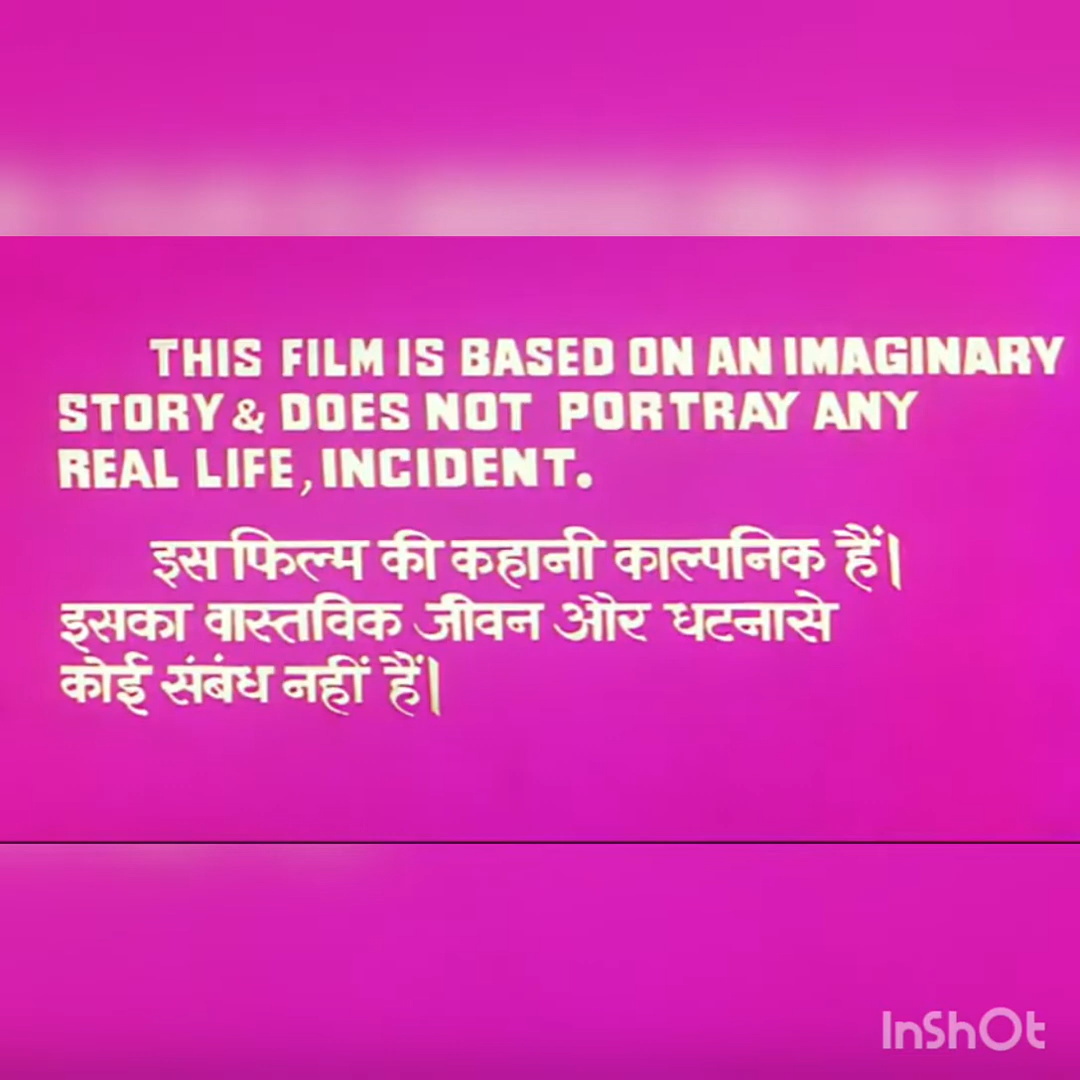 THIS FILM IS BASED ON AN IMAGINARY
STORY & DOES NOT PORTRAY ANY
REAL LIFE, INCIDENT.
इस फिल्म की कहानी काल्पनिक हैं।
इसका वास्तविक जीवन और धटनासे
कोई संबंध नहीं हैं।
InShOt